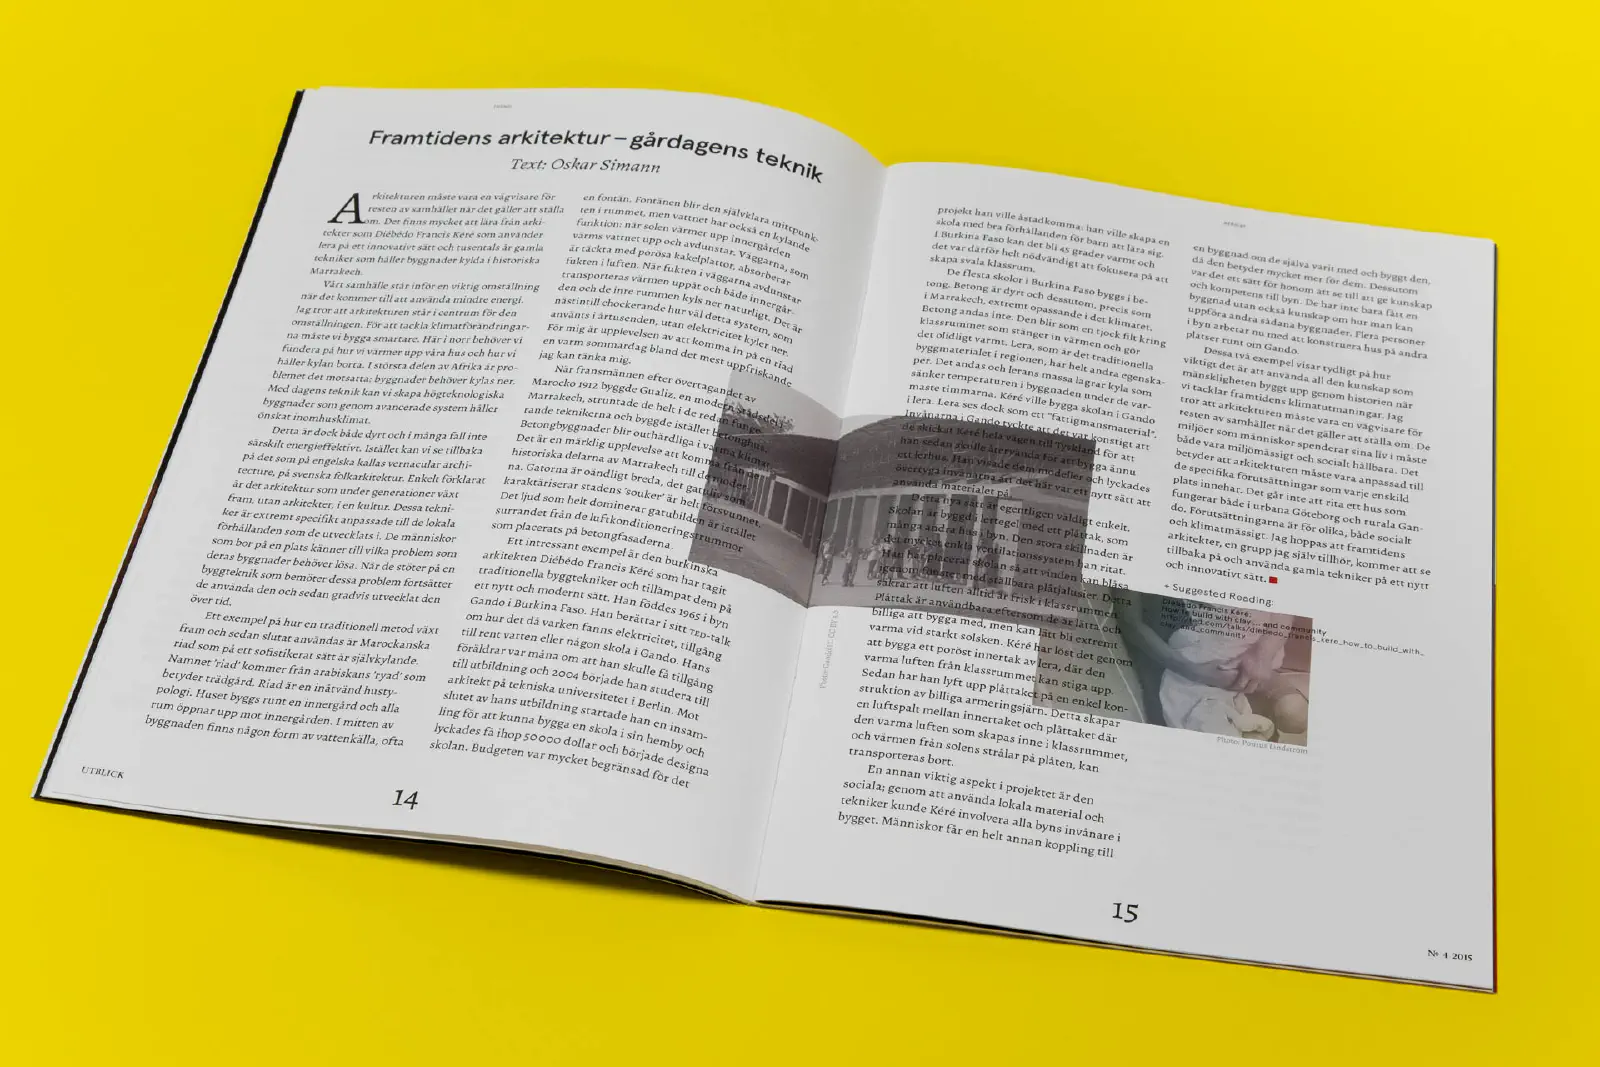 Framtidens arkitektur – gårdagens teknik
Text: Oskar Simann
Arkitekturen måste vara en vägvisare för
resten av samhället när det gäller att ställa
om. Det finns mycket att lära från arki-
tekter som Diébédo Francis Kéré som använder
lera på ett innovativt sätt och tusentals år gamla
tekniker som håller byggnader kylda i historiska
Marrakech.
Vårt samhälle står inför en viktig omställning
när det kommer till att använda mindre energi.
Jag tror att arkitekturen står i centrum för den
omställningen. För att tackla klimatförändringar-
na måste vi bygga smartare. Här i norr behöver vi
fundera på hur vi värmer upp våra hus och hur vi
håller kylan borta. I största delen av Afrika är pro-
blemet det motsatta; byggnader behöver kylas ner.
Med dagens teknik kan vi skapa högteknologiska
byggnader som genom avancerade system håller
önskat inomhusklimat.
Detta är dock både dyrt och i många fall inte
särskilt energieffektivt. Istället kan vi se tillbaka
på det som på engelska kallas vernacular archi-
tecture, på svenska folkarkitektur. Enkelt förklarat
är det arkitektur som under generationer växt
fram, utan arkitekter, i en kultur. Dessa tekni-
ker är extremt specifikt anpassade till de lokala
förhållanden som de utvecklats i. De människor
som bor på en plats känner till vilka problem som
deras byggnader behöver lösa. När de stöter på en
byggteknik som bemöter dessa problem fortsätter
de använda den och sedan gradvis utvecklat den
över tid.
Ett exempel på hur en traditionell metod växt
fram och sedan slutat användas är Marockanska
riad som på ett sofistikerat sätt är självkylande.
Namnet 'riad' kommer från arabiskans 'ryad' som
betyder trädgård. Riad är en inåtvänd husty-
pologi. Huset byggs runt en innergård och alla
rum öppnar upp mot innergården. I mitten av
byggnaden finns någon form av vattenkälla, ofta
en fontän. Fontänen blir den självklara mittpunk-
ten i rummet, men vattnet har också en kylande
funktion: när solen värmer upp innergården
värms vattnet upp och avdunstar. Väggarna, som
är täckta med porösa kakelplattor, absorberar
fukten i luften. När fukten i väggarna avdunstar
transporteras värmen uppåt och både innergår-
den och de inre rummen kyls ner naturligt. Det är
nästintill chockerande hur väl detta system, som
använts i årtusenden, utan elektricitet kyler ner.
För mig är upplevelsen av att komma in på en riad
en varm sommardag bland det mest uppfriskande
jag kan tänka mig.
När fransmännen efter övertagandet av
Marocko 1912 byggde Gualiz, en modern stadsdel i
Marrakech, struntade de helt i de redan funge-
rande teknikerna och byggde istället betonghus.
Betongbyggnader blir outhärdliga i varma klimat.
Det är en märklig upplevelse att komma från de
historiska delarna av Marrakech till de moder-
na. Gatorna är oändligt breda, det gatuliv som
karaktäriserar stadens 'souker' är helt försvunnet.
Det ljud som helt dominerar gatubilden är istället
surrandet från de luftkonditioneringstrummor
som placerats på betongfasaderna.
Ett intressant exempel är den burkinska
arkitekten Diébédo Francis Kéré som har tagit
traditionella byggtekniker och tillämpat dem på
ett nytt och modernt sätt. Han föddes 1965 i byn
Gando i Burkina Faso. Han berättar i sitt TED-talk
om hur det då varken fanns elektricitet, tillgång
till rent vatten eller någon skola i Gando. Hans
föräldrar var måna om att han skulle få tillgång
till utbildning och 2004 började han studera till
arkitekt på tekniska universitetet i Berlin. Mot
slutet av hans utbildning startade han en insam-
ling för att kunna bygga en skola i sin hemby och
lyckades få ihop 50 000 dollar och började designa
skolan. Budgeten var mycket begränsad för det
UTBLICK
14
projekt han ville åstadkomma: han ville skapa en
skola med bra förhållanden för barn att lära sig.
I Burkina Faso kan det bli 45 grader varmt och
det var därför helt nödvändigt att fokusera på att
skapa svala klassrum.
De flesta skolor i Burkina Faso byggs i be-
tong. Betong är dyrt och dessutom, precis som
i Marrakech, extremt opassande i det klimatet.
Betong andas inte. Den blir som en tjock filt kring
klassrummet som stänger in värmen och gör
det olidligt varmt. Lera, som är det traditionella
byggmaterialet i regionen, har helt andra egenska-
per. Det andas och lerans massa lagrar kyla som
sänker temperaturen i byggnaden under de var-
maste timmarna. Kéré ville bygga skolan i Gando
i lera. Lera ses dock som ett "fattigmansmaterial".
Invånarna i Gando tyckte att det var konstigt att
de skickat Kéré hela vägen till Tyskland för att
han sedan skulle återvända för att bygga ännu
ett lerhus. Han visade dem modeller och lyckades
övertyga invånarna att det här var ett nytt sätt att
använda materialet på.
Detta nya sätt är egentligen väldigt enkelt.
Skolan är byggd i lertegel med ett plåttak, som
många andra hus i byn. Den stora skillnaden är
det mycket enkla ventilationssystem han ritat.
Han har placerat skolan så att vinden kan blåsa
igenom fönster med ställbara plåtjalusier. Detta
säkrar att luften alltid är frisk i klassrummen.
Plåttak är användbara eftersom de är lätta och
billiga att bygga med, men kan lätt bli extremt
varma vid starkt solsken. Kéré har löst det genom
att bygga ett poröst innertak av lera, där den
varma luften från klassrummet kan stiga upp.
Sedan har han lyft upp plåttaket på en enkel kon-
struktion av billiga armeringsjärn. Detta skapar
en luftspalt mellan innertaket och plåttaket där
den varma luften som skapas inne i klassrummet,
och värmen från solens strålar på plåten, kan
transporteras bort.
En annan viktig aspekt i projektet är den
sociala; genom att använda lokala material och
tekniker kunde Kéré involvera alla byns invånare i
bygget. Människor får en helt annan koppling till
en byggnad om de själva varit med och byggt den,
då den betyder mycket mer för dem. Dessutom
var det ett sätt för honom att se till att ge kunskap
och kompetens till byn. De har inte bara fått en
byggnad utan också kunskap om hur man kan
uppföra andra sådana byggnader. Flera personer
i byn arbetar nu med att konstruera hus på andra
platser runt om Gando.
Dessa två exempel visar tydligt på hur
viktigt det är att använda all den kunskap som
mänskligheten byggt upp genom historien när
vi tacklar framtidens klimatutmaningar. Jag
tror att arkitekturen måste vara en vägvisare för
resten av samhället när det gäller att ställa om. De
miljöer som människor spenderar sina liv i måste
både vara miljömässigt och socialt hållbara. Det
betyder att arkitekturen måste vara anpassad till
de specifika förutsättningar som varje enskild
plats innehar. Det går inte att rita ett hus som
fungerar både i urbana Göteborg och rurala Gan-
do. Förutsättningarna är för olika, både socialt
och klimatmässigt. Jag hoppas att framtidens
arkitekter, en grupp jag själv tillhör, kommer att se
tillbaka på och använda gamla tekniker på ett nytt
och innovativt sätt.
+ Suggested Reading:
Diébédo Francis Kéré:
How to build with clay... and community
http://ted.com/talks/diebedo_francis_kere_how_to_build_with_
clay_and_community
15
№ 4 2015